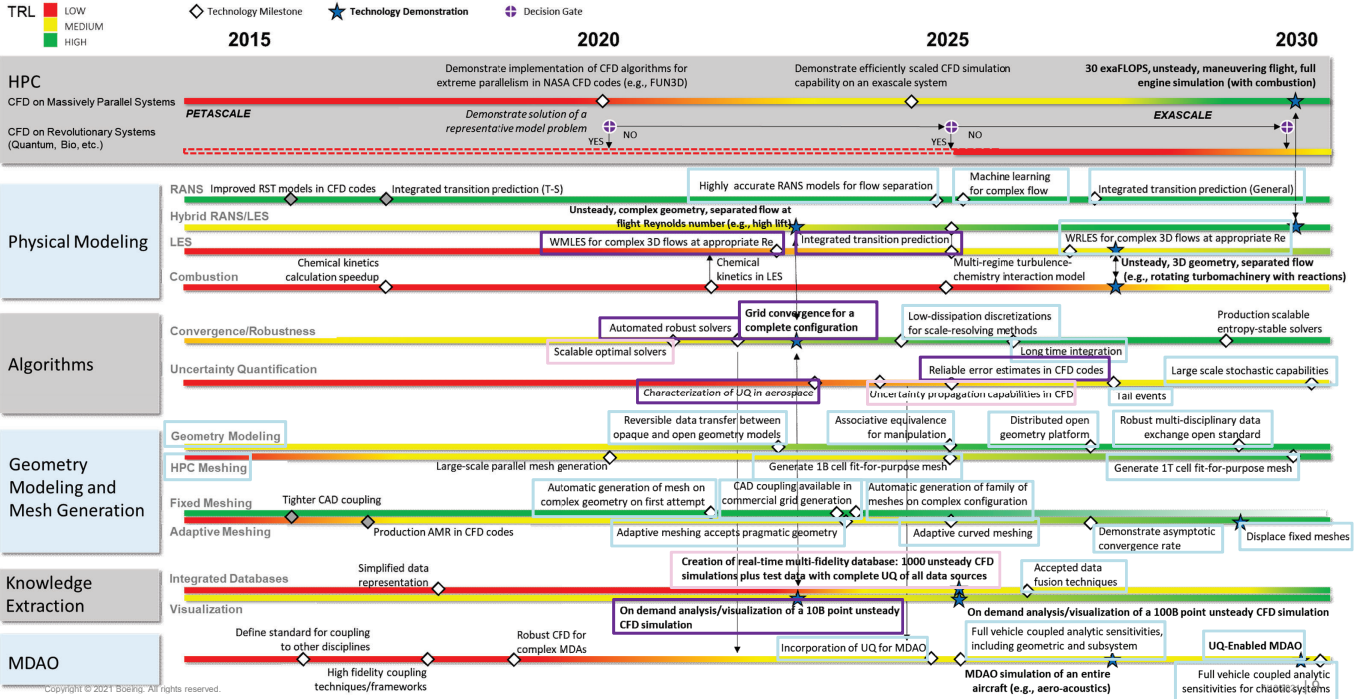 TRL
LOW
MEDIUM
HIGH
Technology Milestone
Technology Demonstration
Decision Gate
2015
2020
2025
2030
HPC
CFD on Massively Parallel Systems
CFD on Revolutionary Systems
(Quantum, Bio, etc.)
Demonstrate implementation of CFD algorithms for
extreme parallelism in NASA CFD codes (e.g., FUN3D)
Demonstrate efficiently scaled CFD simulation
capability on an exascale system
30 exaFLOPS, unsteady, maneuvering flight, full
engine simulation (with combustion)
PETASCALE
Demonstrate solution of a
representative model problem
NO
YES
NO
YES
EXASCALE
Physical Modeling
RANS
Improved RST models in CFD codes
Integrated transition prediction (T-S)
Highly accurate RANS models for flow separation
Machine learning
for complex flow
Integrated transition prediction (General)
Hybrid RANS/LES
Unsteady, complex geometry, separated flow at
flight Reynolds number (e.g., high lift)
LES
WMLES for complex 3D flows at appropriate Re
Integrated transition prediction
WRLES for complex 3D flows at appropriate Re
Combustion
Chemical kinetics
calculation speedup
Chemical
kinetics in LES
Multi-regime turbulence-
chemistry interaction model
Unsteady, 3D geometry, separated flow
(e.g., rotating turbomachinery with reactions)
Algorithms
Convergence/Robustness
Automated robust solvers
Grid convergence for a
complete configuration
Low-dissipation discretizations
for scale-resolving methods
Production scalable
entropy-stable solvers
Scalable optimal solvers
Long time integration
Uncertainty Quantification
Reliable error estimates in CFD codes
Large scale stochastic capabilities
Characterization of UQ in aerospace
Uncertainty propagation capabilities in CFD
Tail events
Geometry
Modeling and
Mesh Generation
Geometry Modeling
Reversible data transfer between
opaque and open geometry models
Associative equivalence
for manipulation
Distributed open
geometry platform
Robust multi-disciplinary data
exchange open standard
HPC Meshing
Large-scale parallel mesh generation
Generate 1B cell fit-for-purpose mesh
Generate 1T cell fit-for-purpose mesh
Fixed Meshing
Tighter CAD coupling
Automatic generation of mesh on
complex geometry on first attempt
CAD coupling available in
commercial grid generation
Automatic generation of family of
meshes on complex configuration
Adaptive Meshing
Production AMR in CFD codes
Adaptive meshing accepts pragmatic geometry
Adaptive curved meshing
Demonstrate asymptotic
convergence rate
Displace fixed meshes
Knowledge
Extraction
Integrated Databases
Simplified data
representation
Creation of real-time multi-fidelity database: 1000 unsteady CFD
simulations plus test data with complete UQ of all data sources
Accepted data
fusion techniques
Visualization
On demand analysis/visualization of a 10B point unsteady
CFD simulation
On demand analysis/visualization of a 100B point unsteady CFD simulation
MDAO
Define standard for coupling
to other disciplines
High fidelity coupling
techniques/frameworks
Robust CFD for
complex MDAs
Incorporation of UQ for MDAO
Full vehicle coupled analytic sensitivities,
including geometric and subsystem
MDAO simulation of an entire
aircraft (e.g., aero-acoustics)
UQ-Enabled MDAO
Full vehicle coupled analytic
sensitivities for chaotic systems
Copyright © 2021 Boeing. All rights reserved.